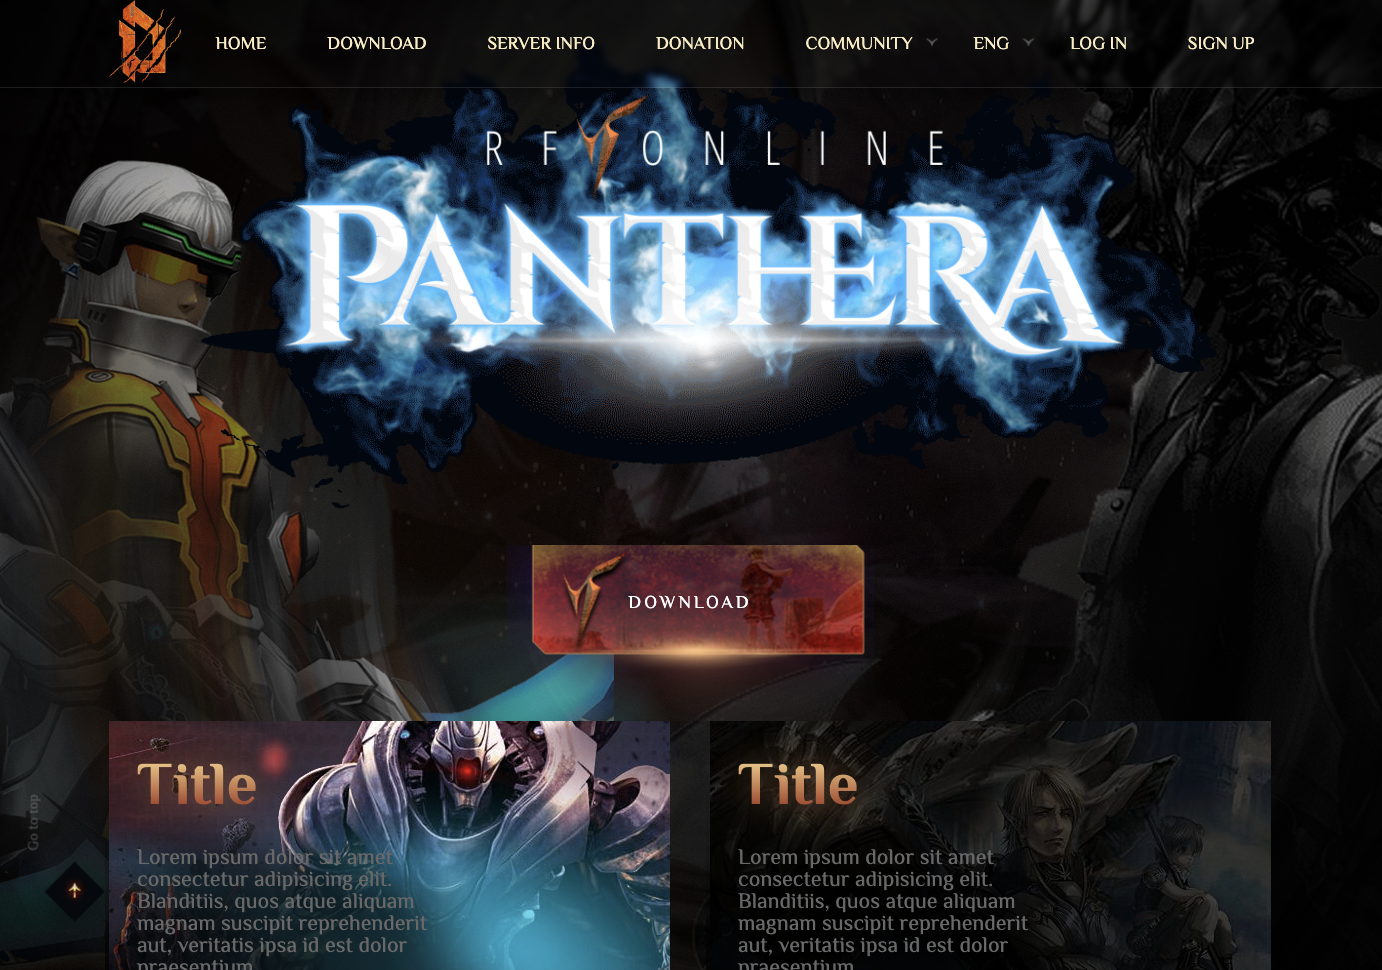 HOME DOWNLOAD SERVER INFO DONATION COMMUNITY ENG LOG IN SIGN UP
RF ONLINE
PANTHERA
DOWNLOAD
Title
Lorem ipsum dolor sit amet
consectetur adipisicing elit.
Blanditiis, quos atque aliquam
magnam suscipit reprehenderit
aut, veritatis ipsa id est dolor
praesentium
Title
Lorem ipsum dolor sit amet
consectetur adipisicing elit.
Blanditiis, quos atque aliquam
magnam suscipit reprehenderit
aut, veritatis ipsa id est dolor
praesentium
Go to top